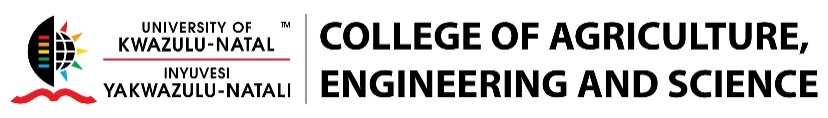 UNIVERSITY OF ™
KWAZULU-NATAL
INYUVESI
YAKWAZULU-NATALI
COLLEGE OF AGRICULTURE,
ENGINEERING AND SCIENCE